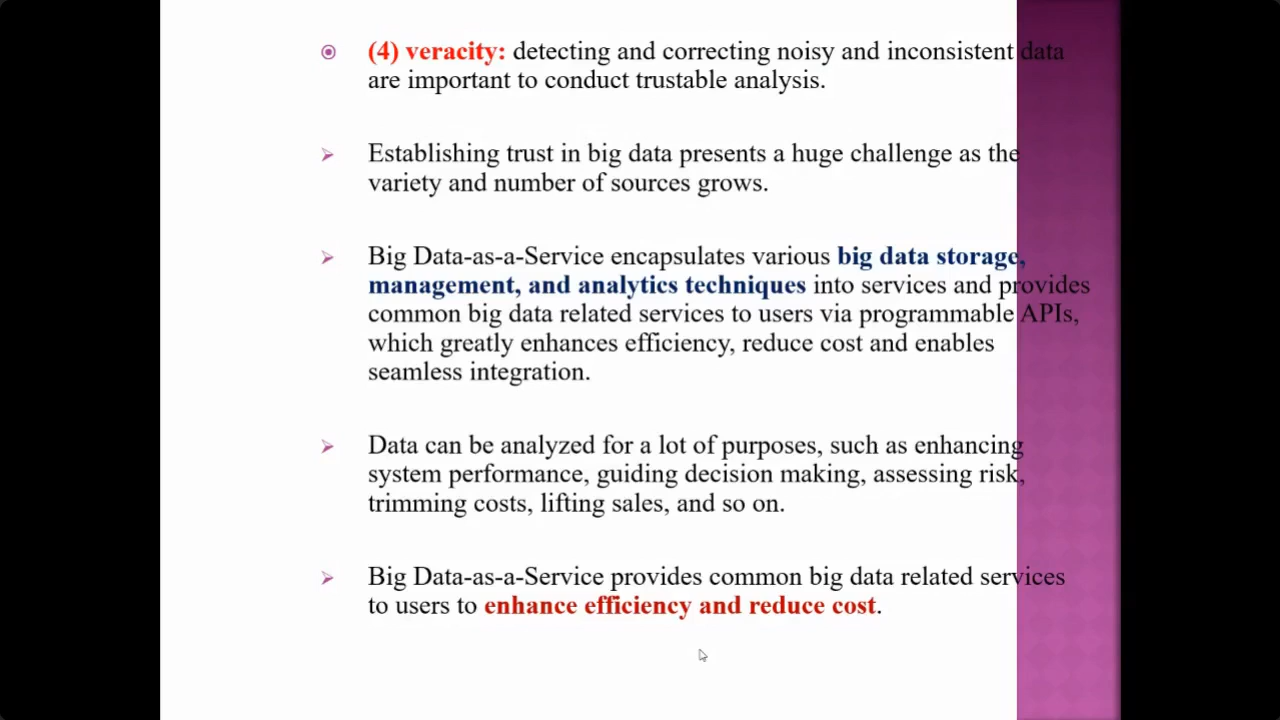 (4) veracity: detecting and correcting noisy and inconsistent data
are important to conduct trustable analysis.
Establishing trust in big data presents a huge challenge as the
variety and number of sources grows.
Big Data-as-a-Service encapsulates various big data storage,
management, and analytics techniques into services and provides
common big data related services to users via programmable APIs,
which greatly enhances efficiency, reduce cost and enables
seamless integration.
Data can be analyzed for a lot of purposes, such as enhancing
system performance, guiding decision making, assessing risk,
trimming costs, lifting sales, and so on.
Big Data-as-a-Service provides common big data related services
to users to enhance efficiency and reduce cost.